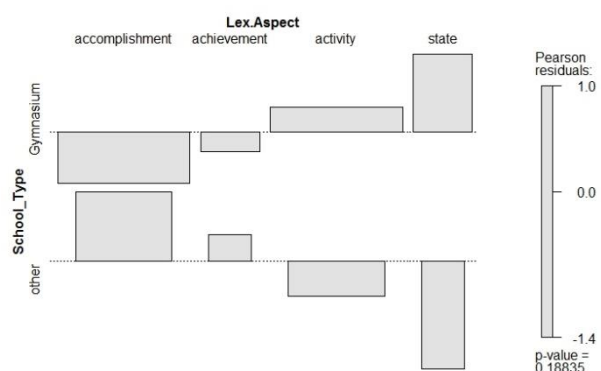 Lex.Aspect
accomplishment achievement activity state
School_Type
Gymnasium
other
Pearson
residuals:
1.0
0.0
-1.4
p-value =
0.18835